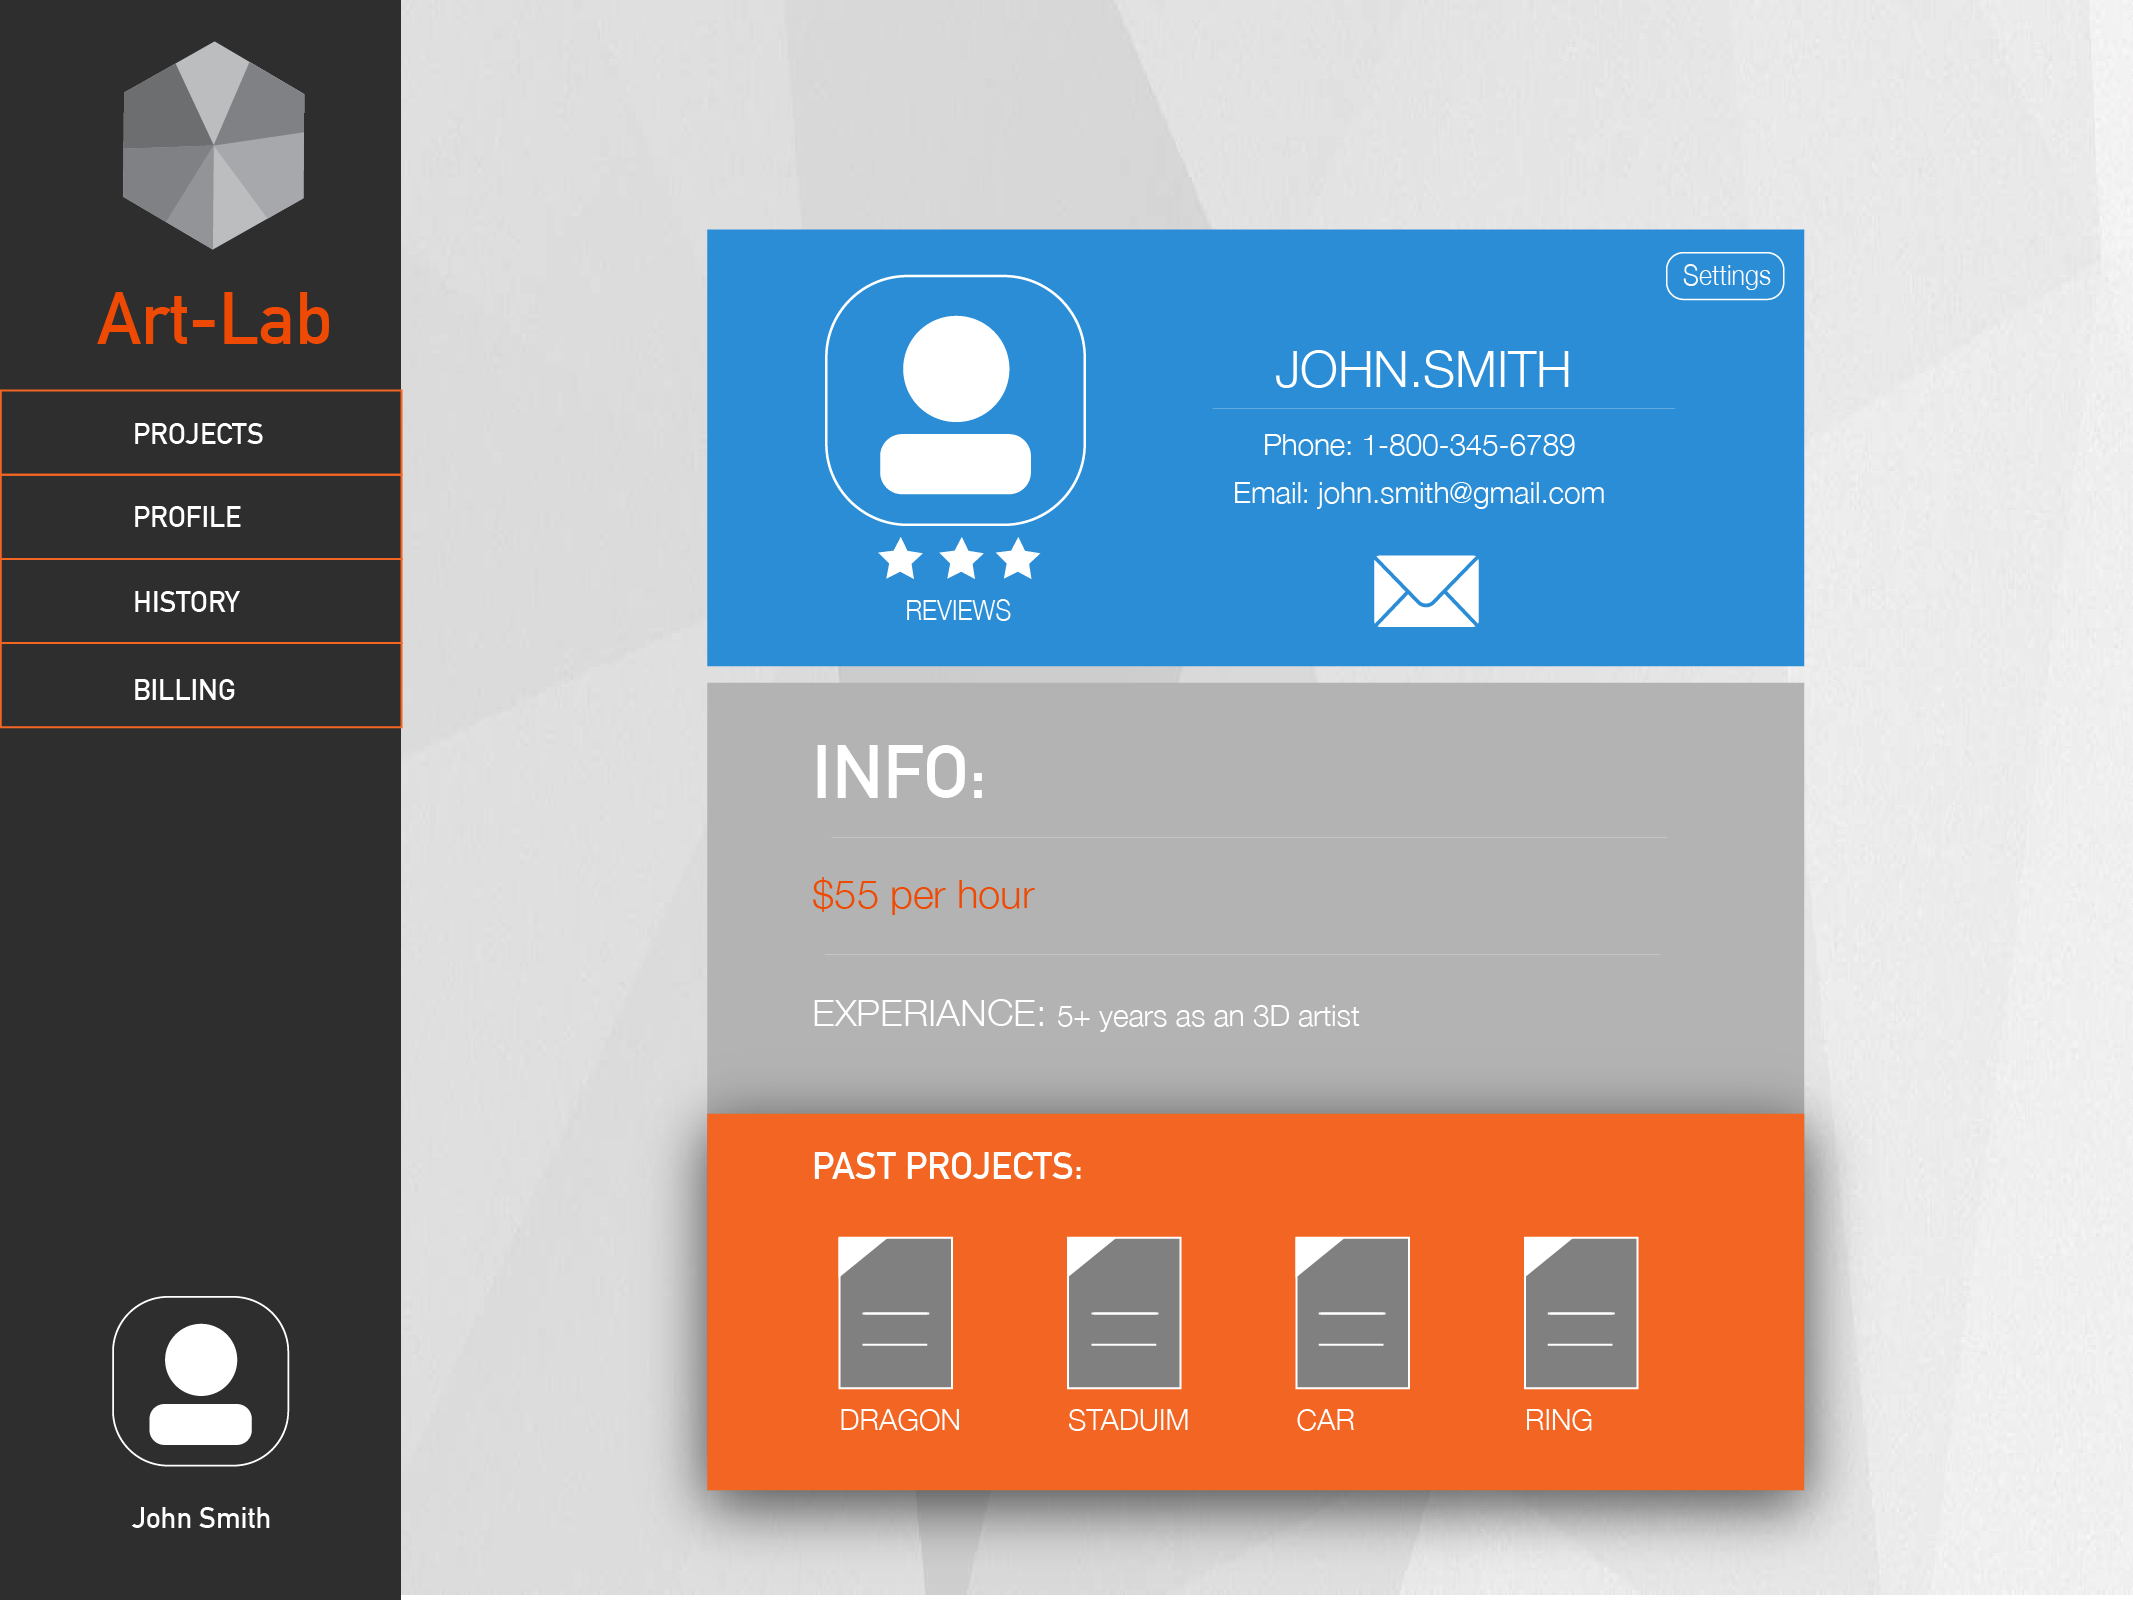 Art-Lab
PROJECTS
PROFILE
HISTORY
BILLING
John Smith
Settings
JOHN.SMITH
Phone: 1-800-345-6789
Email: john.smith@gmail.com
REVIEWS
INFO:
$55 per hour
EXPERIANCE: 5+ years as an 3D artist
PAST PROJECTS:
DRAGON STADUIM CAR RING